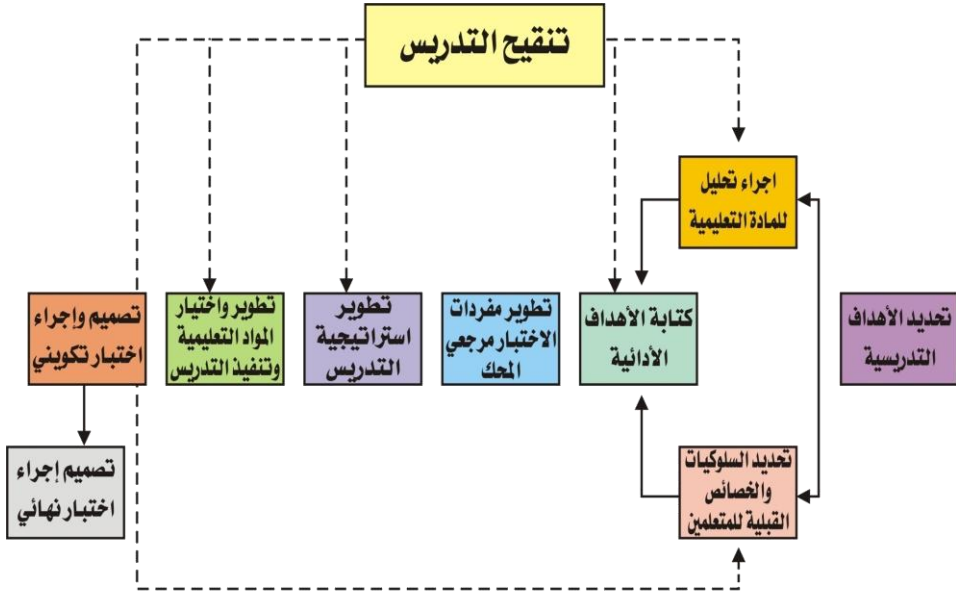 تنقيح التدريس
اجراء تحليل
للمادة التعليمية
تحديد الأهداف
التدريسية
كتابة الأهداف
الأدائية
تطوير مفردات
الاختبار مرجعي
المحك
تطوير
استراتيجية
التدريس
تطوير واختيار
المواد التعليمية
وتنفيذ التدريس
تصميم وإجراء
اختبار تكويني
تحديد السلوكيات
والخصائص
القبلية للمتعلمين
تصميم إجراء
اختبار نهائي